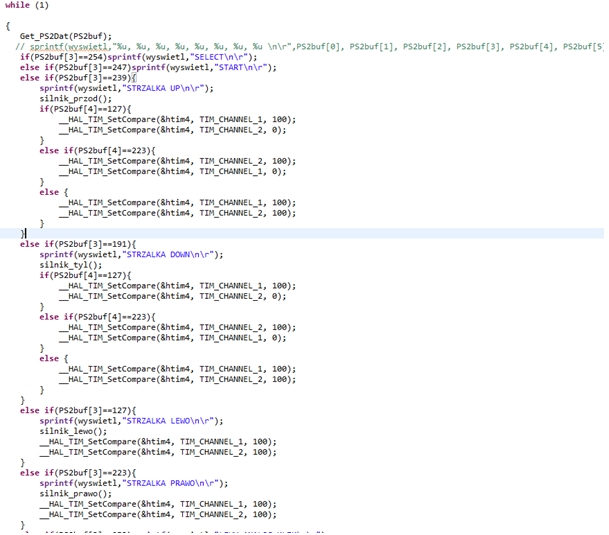 while (1)
{
Get_PS2Dat(PS2buf);
// sprintf(wyswietl,"%u, %u, %u, %u, %u, %u, %u, %u, %u \n\r",PS2buf[0], PS2buf[1], PS2buf[2], PS2buf[3], PS2buf[4], PS2buf[5]
if(PS2buf[3]==254)sprintf(wyswietl,"SELECT\n\r");
else if(PS2buf[3]==247)sprintf(wyswietl,"START\n\r");
else if(PS2buf[3]==239){
sprintf(wyswietl,"STRZALKA UP\n\r");
silnik_przod();
if(PS2buf[4]==127){
__HAL_TIM_SetCompare(&htim4, TIM_CHANNEL_1, 100);
__HAL_TIM_SetCompare(&htim4, TIM_CHANNEL_2, 0);
}
else if(PS2buf[4]==223){
__HAL_TIM_SetCompare(&htim4, TIM_CHANNEL_2, 100);
__HAL_TIM_SetCompare(&htim4, TIM_CHANNEL_1, 0);
}
else {
__HAL_TIM_SetCompare(&htim4, TIM_CHANNEL_1, 100);
__HAL_TIM_SetCompare(&htim4, TIM_CHANNEL_2, 100);
}
}
else if(PS2buf[3]==191){
sprintf(wyswietl,"STRZALKA DOWN\n\r");
silnik_tyl();
if(PS2buf[4]==127){
__HAL_TIM_SetCompare(&htim4, TIM_CHANNEL_1, 100);
__HAL_TIM_SetCompare(&htim4, TIM_CHANNEL_2, 0);
}
else if(PS2buf[4]==223){
__HAL_TIM_SetCompare(&htim4, TIM_CHANNEL_2, 100);
__HAL_TIM_SetCompare(&htim4, TIM_CHANNEL_1, 0);
}
else {
__HAL_TIM_SetCompare(&htim4, TIM_CHANNEL_1, 100);
__HAL_TIM_SetCompare(&htim4, TIM_CHANNEL_2, 100);
}
}
else if(PS2buf[3]==127){
sprintf(wyswietl,"STRZALKA LEWO\n\r");
silnik_lewo();
__HAL_TIM_SetCompare(&htim4, TIM_CHANNEL_1, 100);
__HAL_TIM_SetCompare(&htim4, TIM_CHANNEL_2, 100);
}
else if(PS2buf[3]==223){
sprintf(wyswietl,"STRZALKA PRAWO\n\r");
silnik_prawo();
__HAL_TIM_SetCompare(&htim4, TIM_CHANNEL_1, 100);
__HAL_TIM_SetCompare(&htim4, TIM_CHANNEL_2, 100);
}